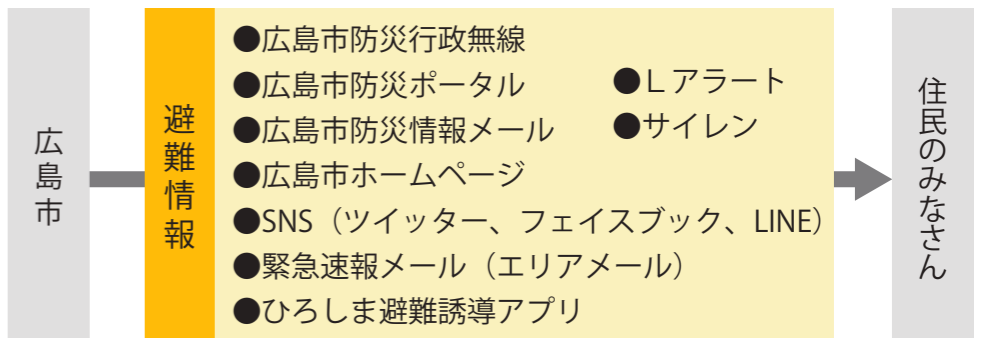 広島市
避難情報
●広島市防災行政無線
●広島市防災ポータル
●Lアラート
●広島市防災情報メール
●サイレン
●広島市ホームページ
●SNS（ツイッター、フェイスブック、LINE）
●緊急速報メール（エリアメール）
●ひろしま避難誘導アプリ
住民のみなさん